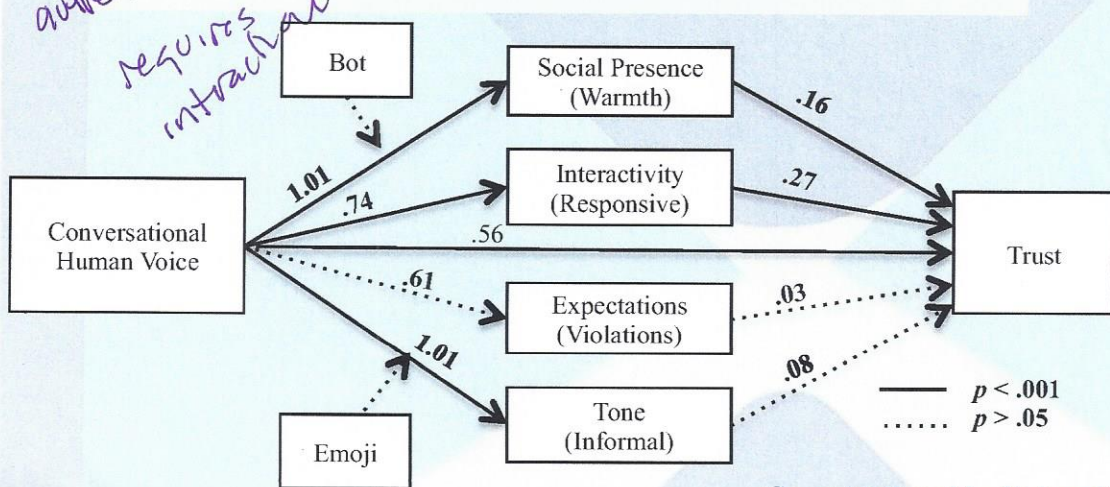 requires
Bot
Social Presence
(Warmth)
.16
1.01
Interactivity
(Responsive)
.74
.27
Conversational
Human Voice
.56
Trust
.61
Expectations
(Violations)
.03
1.01
.08
Tone
(Informal)
Emoji
p < .001
p > .05